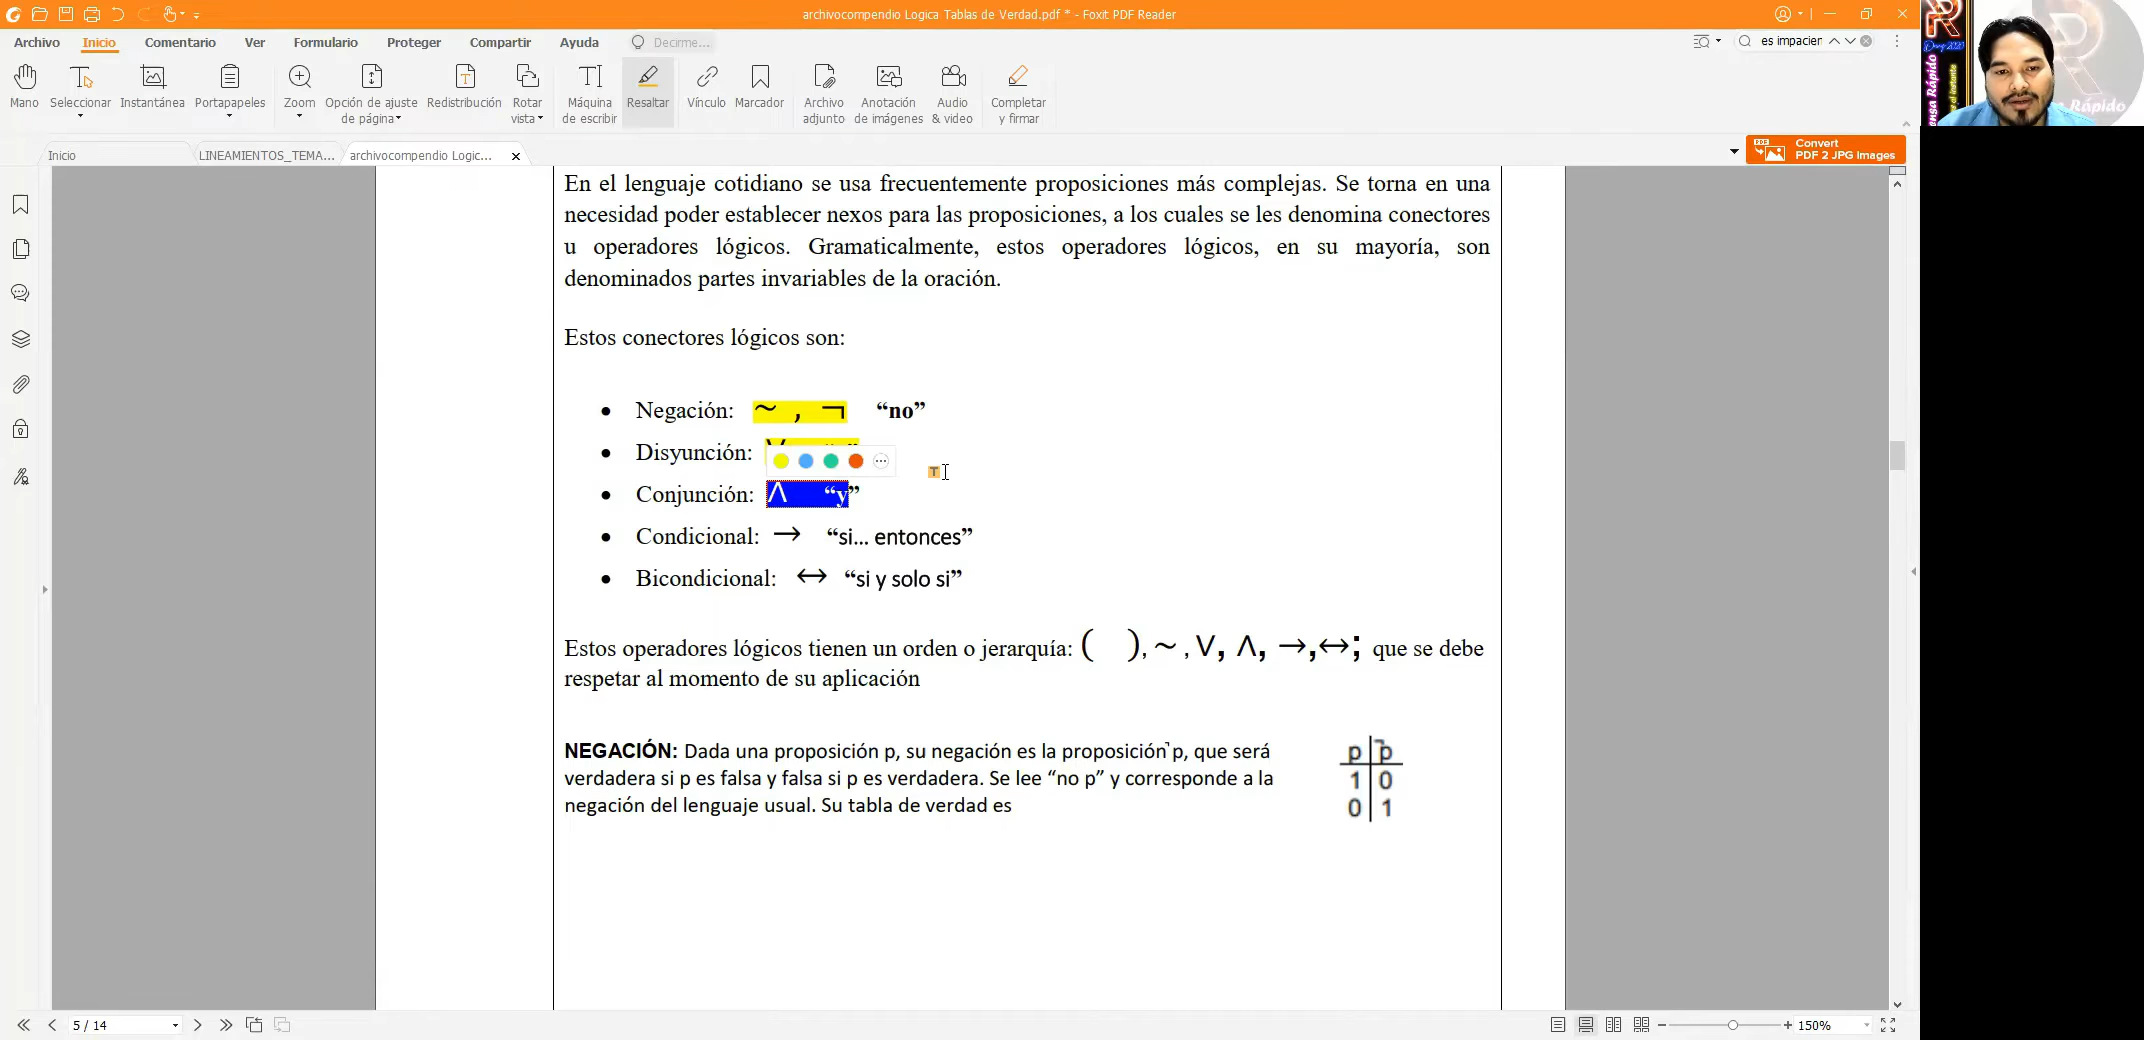 archivocompendio Logica Tablas de Verdad.pdf * - Foxit PDF Reader
Archivo Inicio Comentario Ver Formulario Proteger Compartir Ayuda Decirme... es impacier
Mano Seleccionar Instantánea Portapapeles Zoom Opción de ajuste de página Redistribución Rotar vista Máquina de escribir Resaltar Vínculo Marcador Archivo adjunto Anotación de imágenes Audio & video Completar y firmar
Inicio LINEAMIENTOS_TEMA... archivocompendio Logic...
Convert
PDF 2 JPG Images
En el lenguaje cotidiano se usa frecuentemente proposiciones más complejas. Se torna en una
necesidad poder establecer nexos para las proposiciones, a los cuales se les denomina conectores
u operadores lógicos. Gramaticalmente, estos operadores lógicos, en su mayoría, son
denominados partes invariables de la oración.
Estos conectores lógicos son:
• Negación: ~ , ¬ “no”
• Disyunción:
• Conjunción: ∧ “y”
• Condicional: → “si... entonces”
• Bicondicional: ↔ “si y solo si”
Estos operadores lógicos tienen un orden o jerarquía: ( ), ~ , ∨, ∧, →,↔; que se debe
respetar al momento de su aplicación
NEGACIÓN: Dada una proposición p, su negación es la proposición ¬p, que será
verdadera si p es falsa y falsa si p es verdadera. Se lee “no p” y corresponde a la
negación del lenguaje usual. Su tabla de verdad es
p ¬p
1 0
0 1
5 / 14
150%